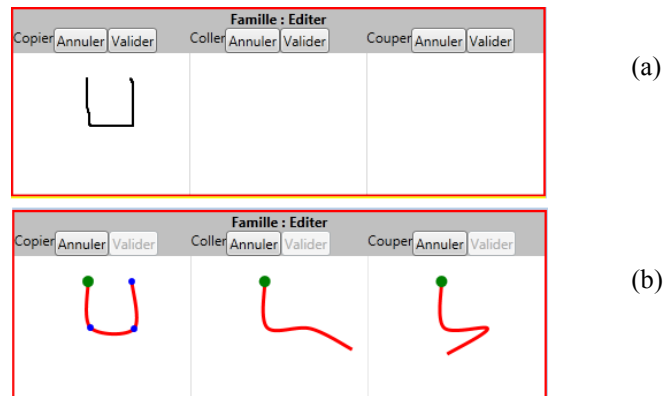 Famille : Editer
Copier Annuler Valider Coller Annuler Valider Couper Annuler Valider
(a)
Famille : Editer
Copier Annuler Valider Coller Annuler Valider Couper Annuler Valider
(b)